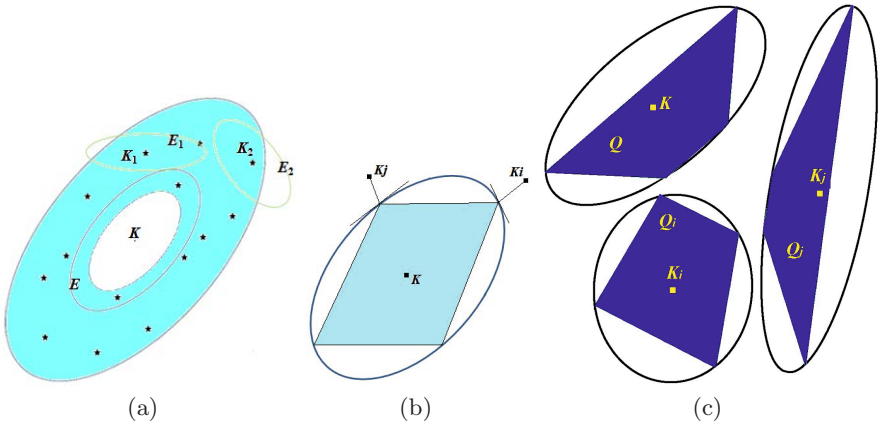 E₁
K₁
K₂
E₂
K
E
Kj
Ki
K
K
Q
Kⱼ
Qⱼ
Qᵢ
Kᵢ
(a)
(b)
(c)